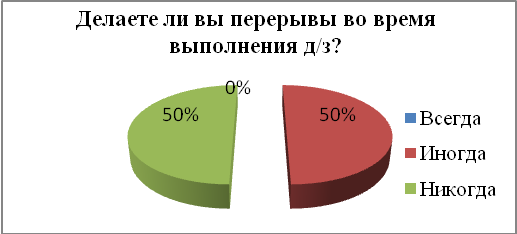 Делаете ли вы перерывы во время
выполнения д/з?
0%
50%
50%
Всегда
Иногда
Никогда